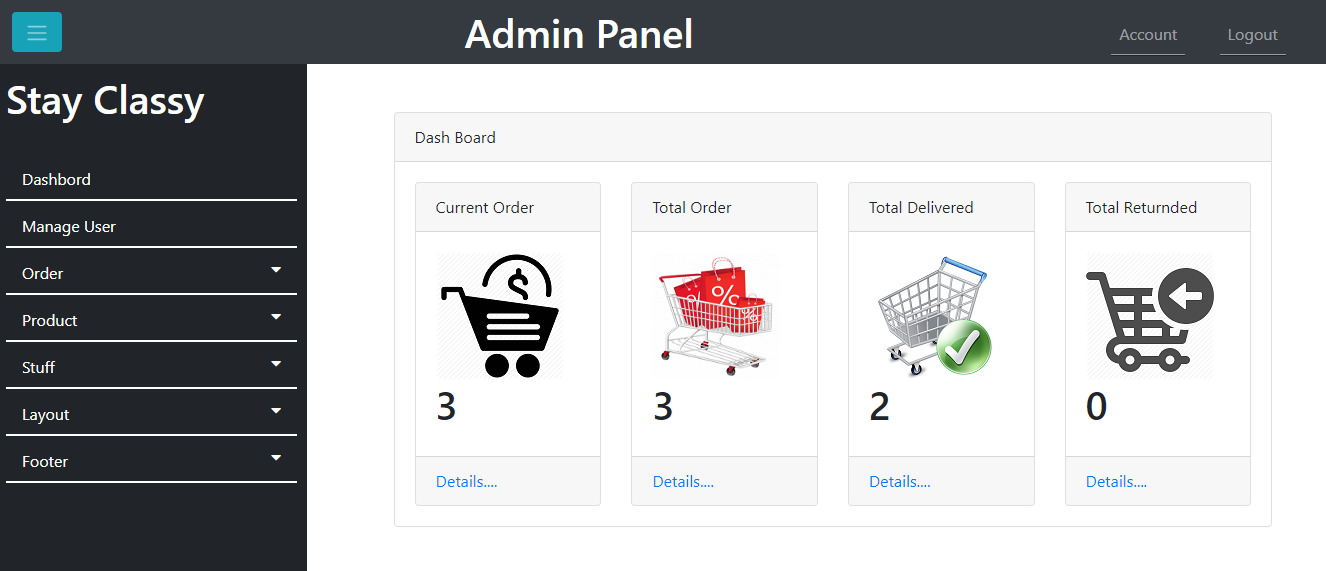 Admin Panel
Account
Logout
Stay Classy
Dashbord
Manage User
Order
Product
Stuff
Layout
Footer
Dash Board
Current Order
Total Order
Total Delivered
Total Returnded
$
%
%
%
3
3
2
0
Details....
Details....
Details....
Details....